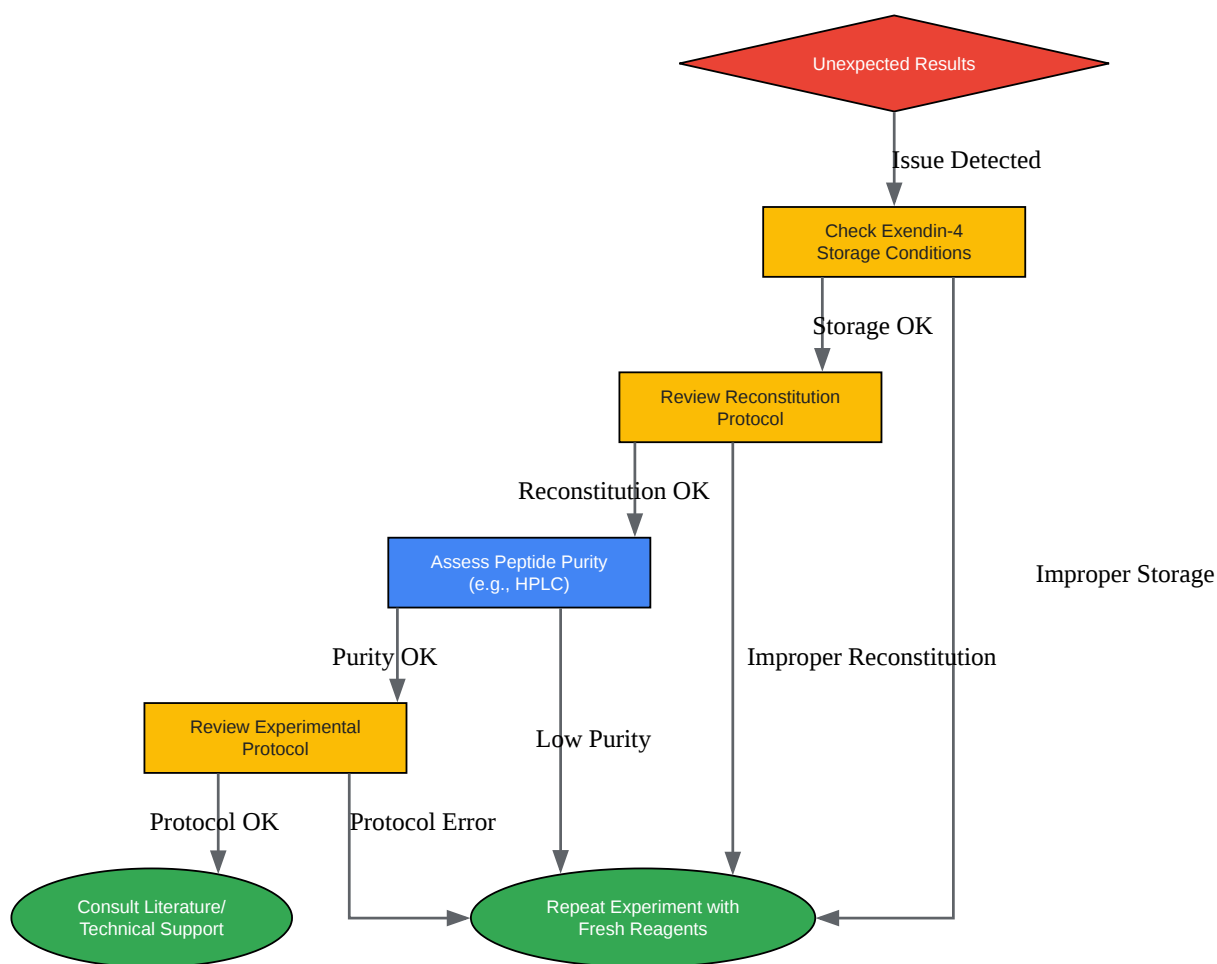 Unexpected Results
Issue Detected
Check Exendin-4
Storage Conditions
Storage OK
Review Reconstitution
Protocol
Reconstitution OK
Assess Peptide Purity
(e.g., HPLC)
Improper Storage
Purity OK
Improper Reconstitution
Review Experimental
Protocol
Low Purity
Protocol OK
Protocol Error
Consult Literature/
Technical Support
Repeat Experiment with
Fresh Reagents